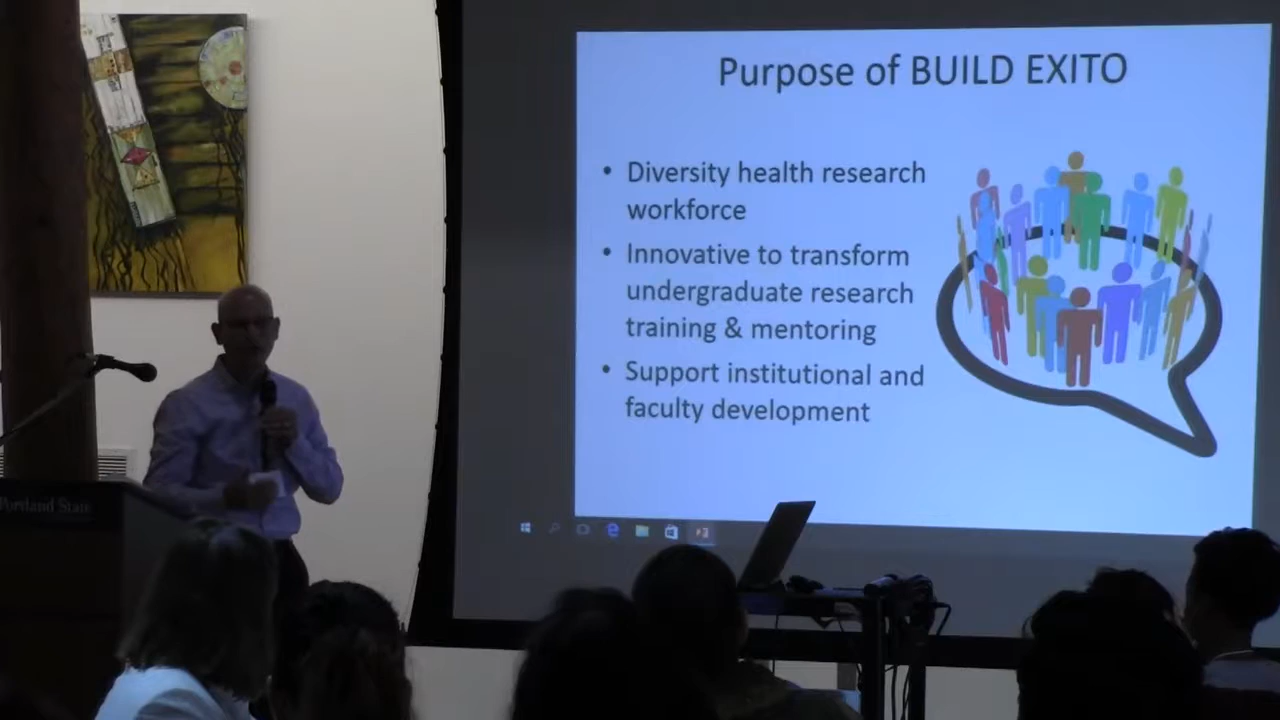 Purpose of BUILD EXITO
• Diversity health research
workforce
• Innovative to transform
undergraduate research
training & mentoring
• Support institutional and
faculty development
Portland State